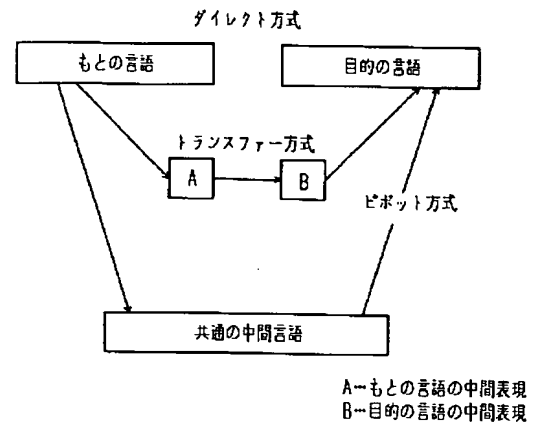 ダイレクト方式
もとの言語
目的の言語
トランスファー方式
A
B
ピボット方式
共通の中間言語
A…もとの言語の中間表現
B…目的の言語の中間表現